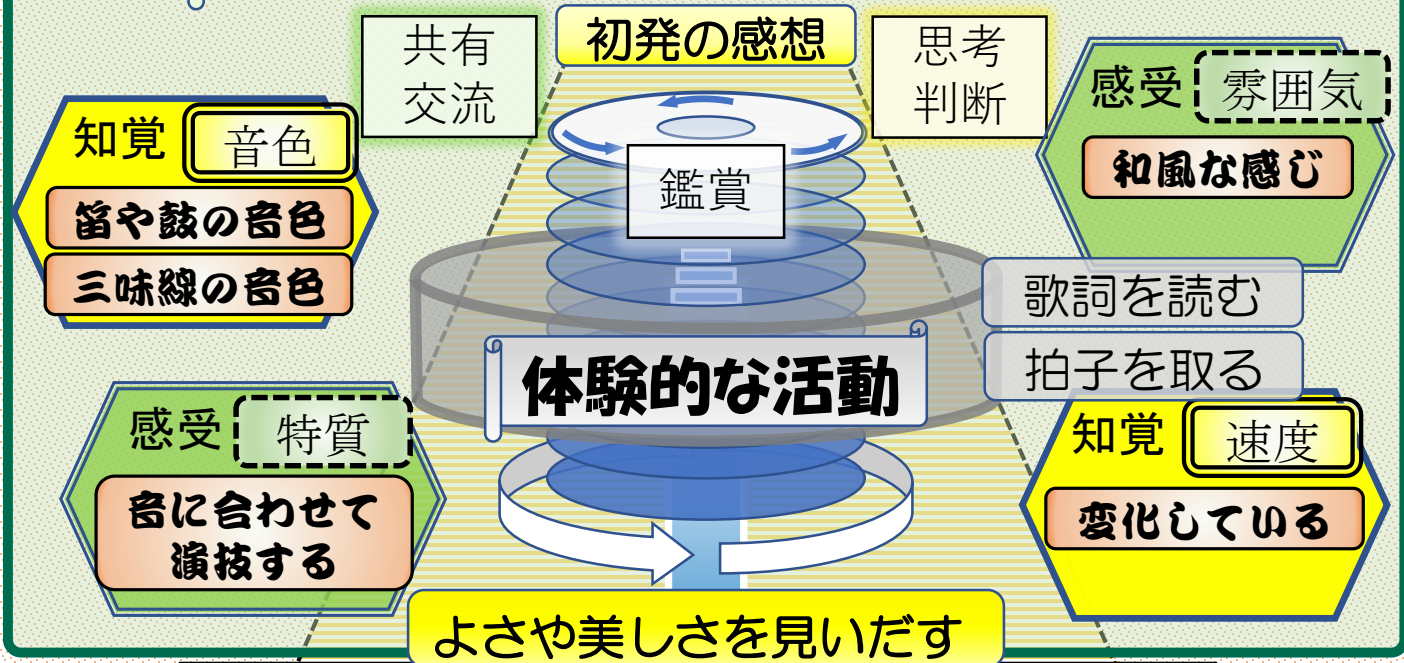 初発の感想
共有
交流
思考
判断
知覚 音色
笛や鼓の音色
三味線の音色
鑑賞
感受 雰囲気
和風な感じ
歌詞を読む
拍子を取る
体験的な活動
感受 特質
音に合わせて
演技する
知覚 速度
変化している
よさや美しさを見いだす